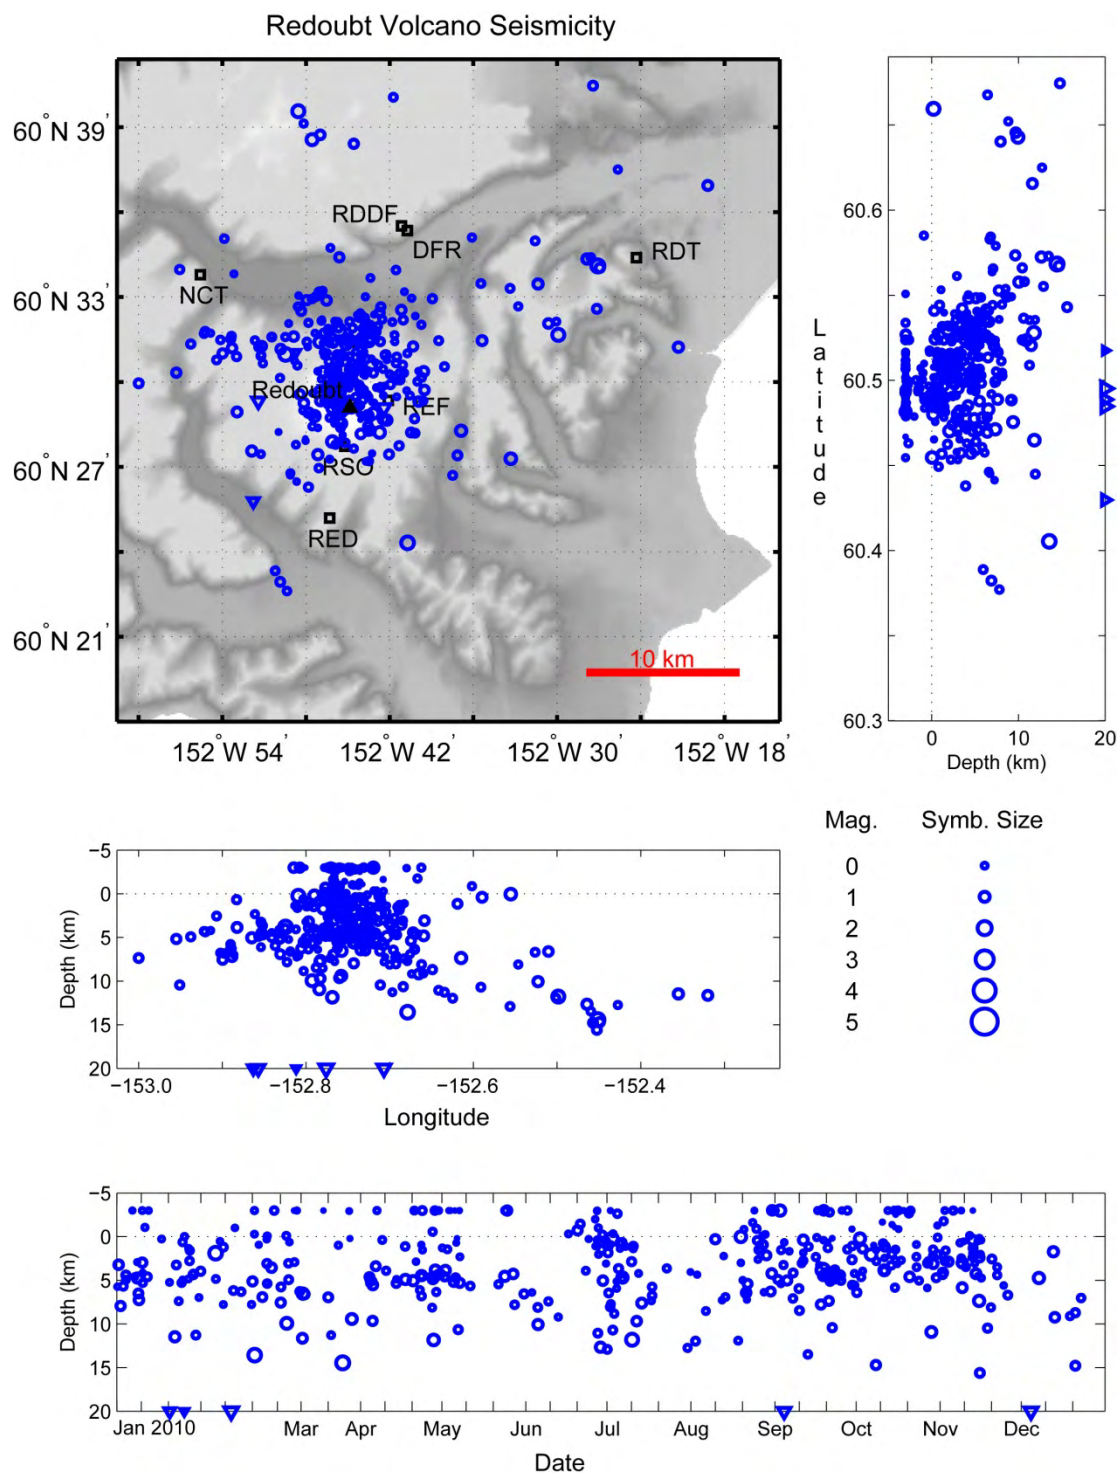 Redoubt Volcano Seismicity
60°N 39'
60°N 33'
60°N 27'
60°N 21'
RDDF
DFR
RDT
NCT
Redoubt
REF
RSO
RED
10 km
152°W 54'
152°W 42'
152°W 30'
152°W 18'
60.6
60.5
60.4
60.3
Latitude
0
10
20
Depth (km)
Mag.
Symb. Size
0
1
2
3
4
5
−5
0
5
10
15
20
Depth (km)
−153.0
−152.8
−152.6
−152.4
Longitude
−5
0
5
10
15
20
Depth (km)
Jan 2010
Mar
Apr
May
Jun
Jul
Aug
Sep
Oct
Nov
Dec
Date